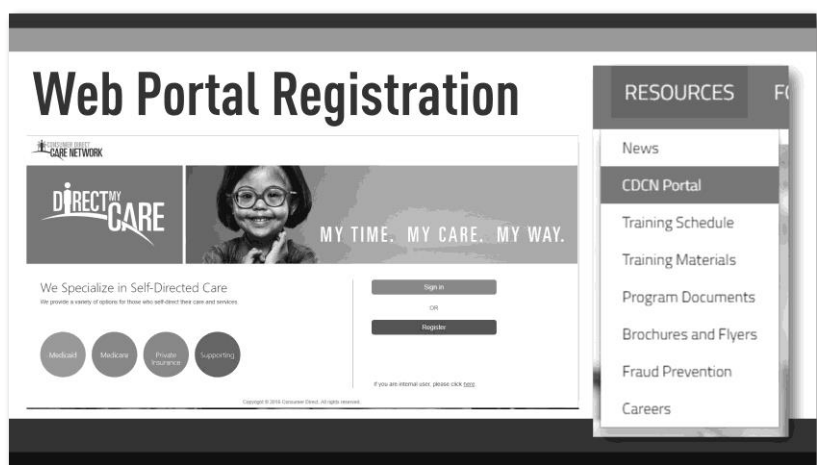 Web Portal Registration
CONSUMER DIRECT
CARE NETWORK
DIRECT MY
CARE
MY TIME. MY CARE. MY WAY.
We Specialize in Self-Directed Care
We provide a variety of options for those who self-direct their care and services.
Medicaid
Medicare
Private
Insurance
Supporting
Sign in
OR
Register
If you are internal user, please click here.
Copyright © 2016 Consumer Direct. All rights reserved.
RESOURCES
News
CDCN Portal
Training Schedule
Training Materials
Program Documents
Brochures and Flyers
Fraud Prevention
Careers